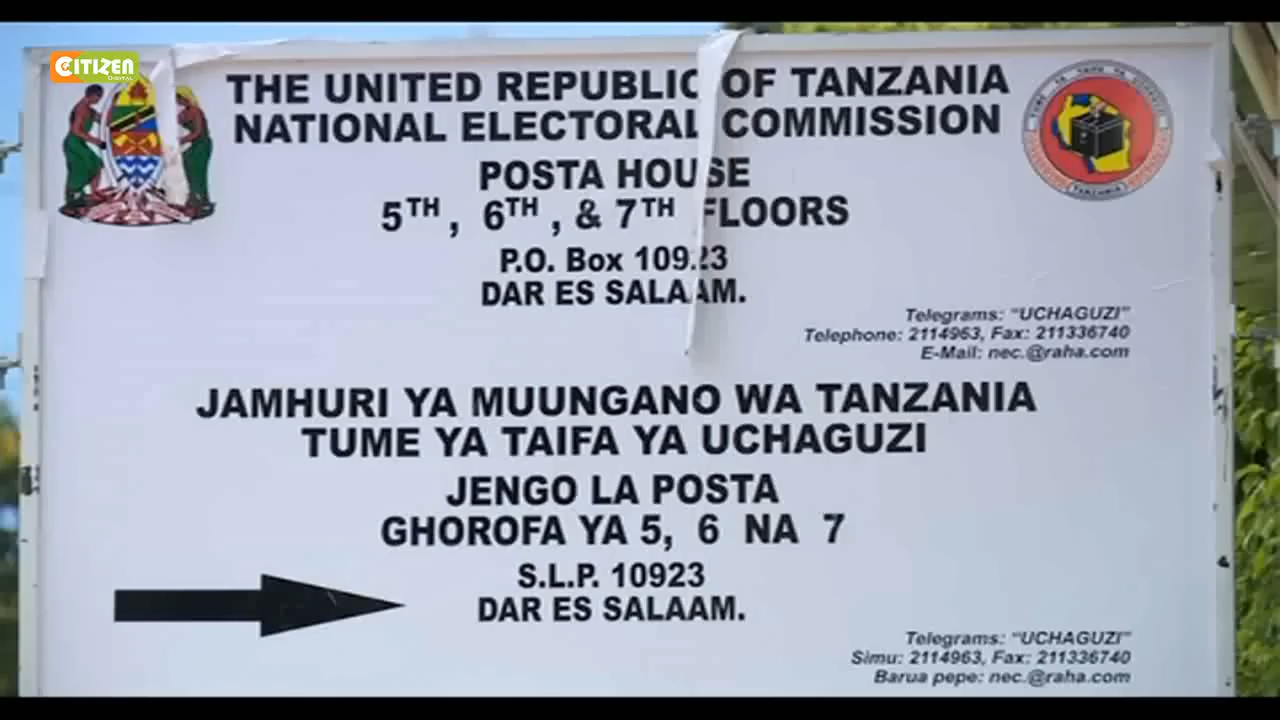 CITIZEN
DIGITAL
THE UNITED REPUBLIC OF TANZANIA
NATIONAL ELECTORAL COMMISSION
POSTA HOUSE
5TH, 6TH, & 7TH FLOORS
P.O. Box 10923
DAR ES SALAAM.
Telegrams: "UCHAGUZI"
Telephone: 2114963, Fax: 211336740
E-Mail: nec.@raha.com
TANZANIA
JAMHURI YA MUUNGANO WA TANZANIA
TUME YA TAIFA YA UCHAGUZI
JENGO LA POSTA
GHOROFA YA 5, 6 NA 7
S.L.P. 10923
DAR ES SALAAM.
Telegrams: "UCHAGUZI"
Simu: 2114963, Fax: 211336740
Barua pepe: nec.@raha.com